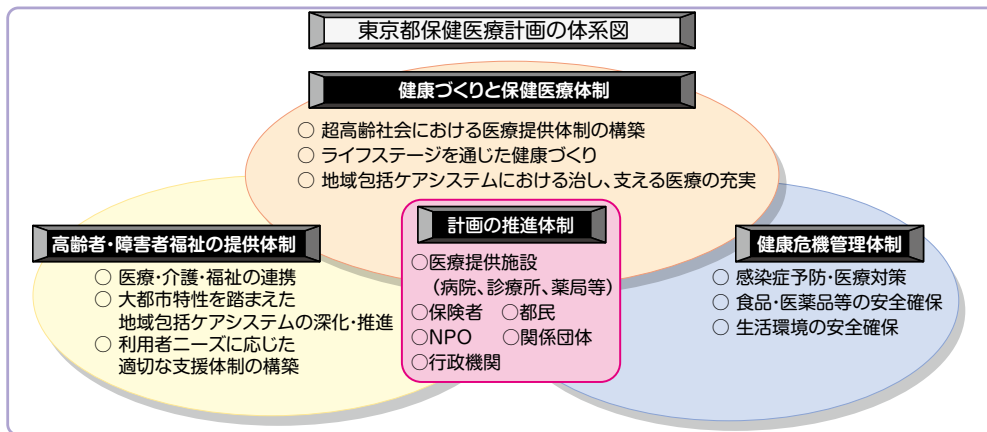 東京都保健医療計画の体系図
健康づくりと保健医療体制
○ 超高齢社会における医療提供体制の構築
○ ライフステージを通じた健康づくり
○ 地域包括ケアシステムにおける治し、支える医療の充実
高齢者・障害者福祉の提供体制
○ 医療・介護・福祉の連携
○ 大都市特性を踏まえた
地域包括ケアシステムの深化・推進
○ 利用者ニーズに応じた
適切な支援体制の構築
計画の推進体制
○医療提供施設
(病院、診療所、薬局等)
○保険者 ○都民
○NPO ○関係団体
○行政機関
健康危機管理体制
○ 感染症予防・医療対策
○ 食品・医薬品等の安全確保
○ 生活環境の安全確保